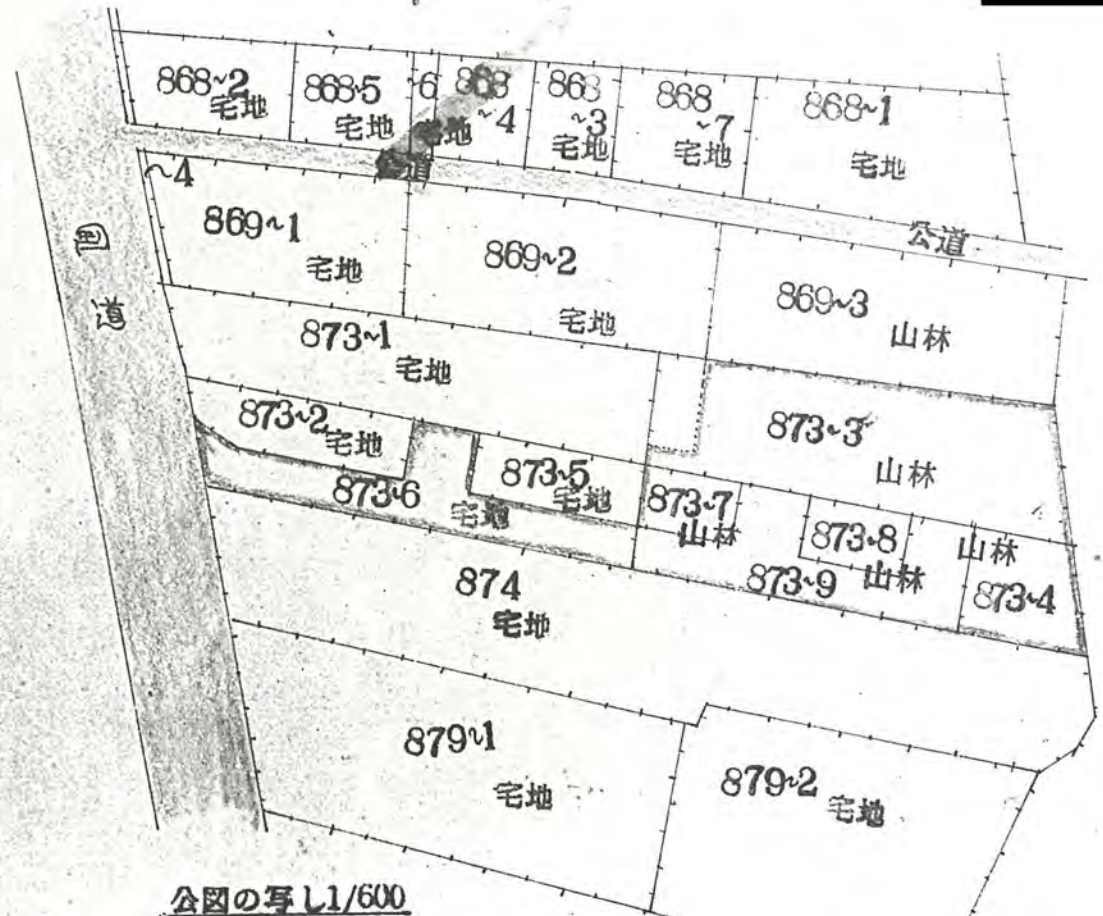 868~2
宅地
868~5
宅地
~6
868
~4
宅地
868
~3
宅地
868
~7
宅地
868~1
宅地
公道
~4
869~1
宅地
869~2
宅地
公道
869~3
山林
国道
873~1
宅地
873~2
宅地
873~3
山林
873~5
宅地
873~6
宅地
873~7
山林
873~8
山林
873~9
山林
873~4
874
宅地
879~1
宅地
879~2
宅地
公図の写し1/600